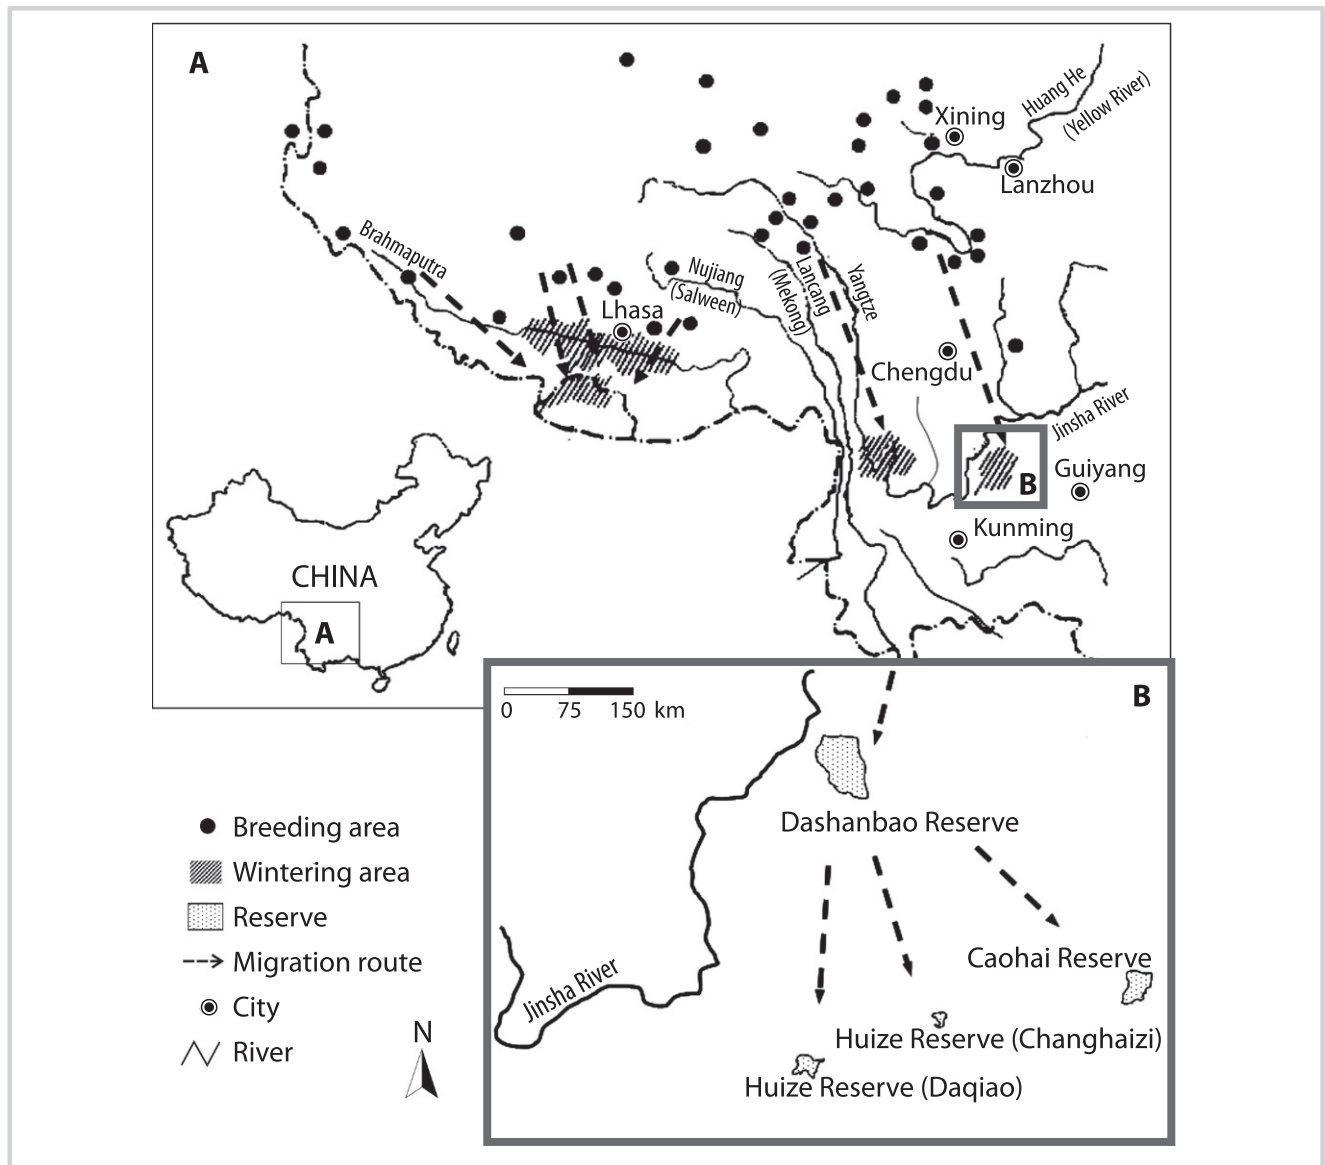 A
Huang He
(Yellow River)
Xining
Lanzhou
Brahmaputra
Nujiang
(Salween)
Lhasa
Lancang
(Mekong)
Yangtze
Chengdu
Jinsha River
Guiyang
B
Kunming
CHINA
A
B
0 75 150 km
Dashanbao Reserve
Caohai Reserve
Jinsha River
Huize Reserve (Changhaizi)
Huize Reserve (Daqiao)
Breeding area
Wintering area
Reserve
Migration route
City
River
N